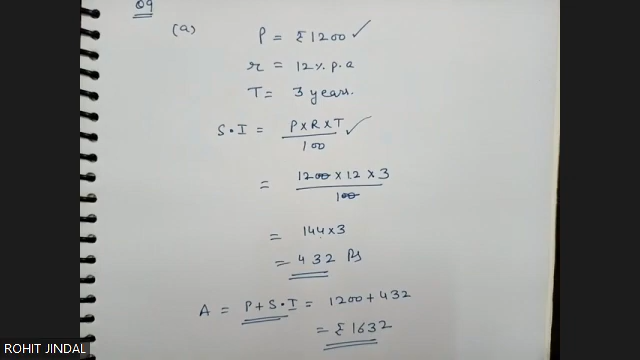 Q9
(a) P = ₹1200 ✓
r = 12% p.a
T = 3 years.
S.I = P×R×T ✓
100
= 1200 × 12 × 3
100
= 144×3
= 432 Rs
A = P+S.I = 1200+432
= ₹1632
ROHIT JINDAL